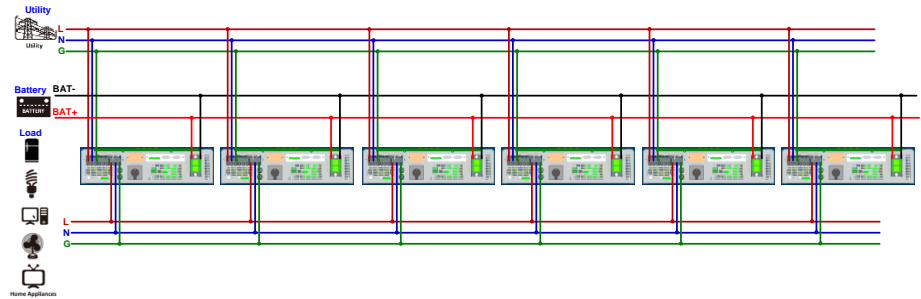 Utility
L
N
G
Utility
Battery
BAT-
BATTERY
BAT+
Load
L
N
G
Home Appliances